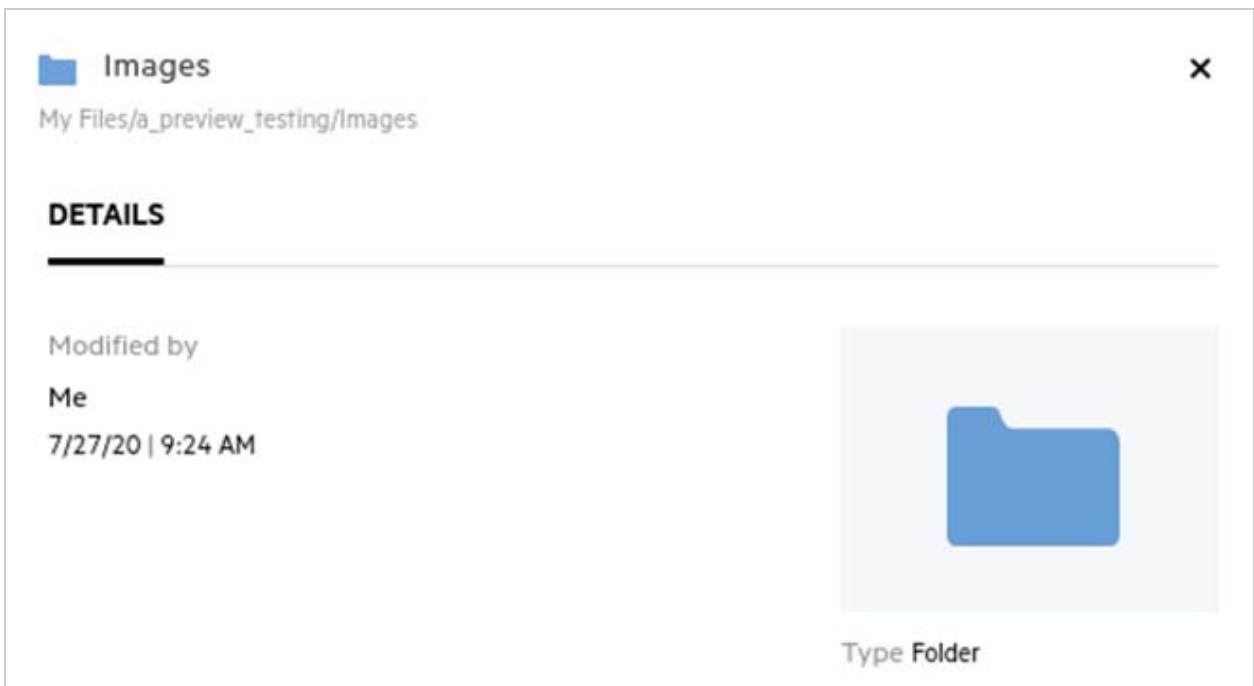 Images
My Files/a_preview_testing/Images
DETAILS
Modified by
Me
7/27/20 | 9:24 AM
Type Folder